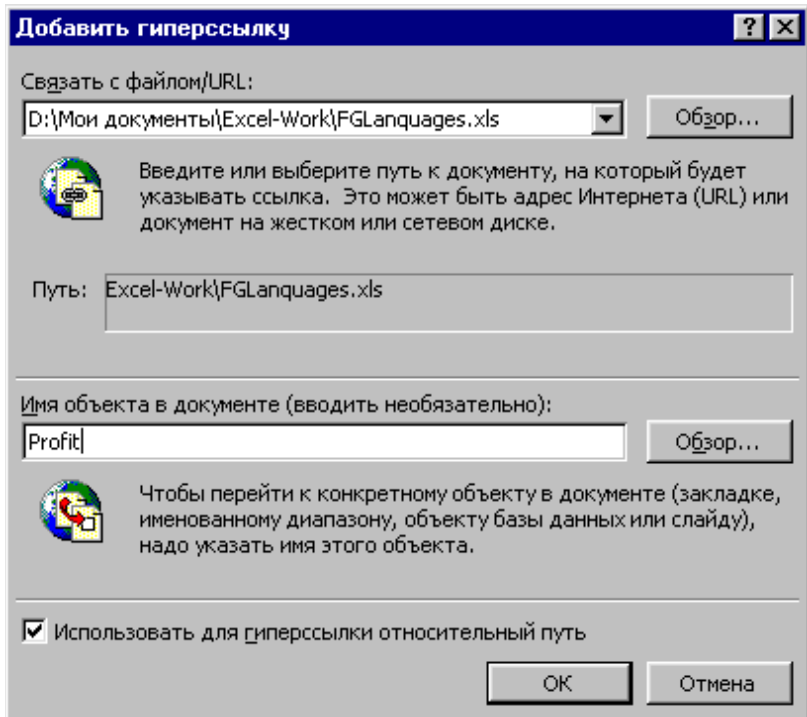 Добавить гиперссылку
Связать с файлом/URL:
D:\Мои документы\Excel-Work\FGLanquages.xls
Обзор...
Введите или выберите путь к документу, на который будет
указывать ссылка. Это может быть адрес Интернета (URL) или
документ на жестком или сетевом диске.
Путь: Excel-Work\FGLanquages.xls
Имя объекта в документе (вводить необязательно):
Profit
Обзор...
Чтобы перейти к конкретному объекту в документе (закладке,
именованному диапазону, объекту базы данных или слайду),
надо указать имя этого объекта.
Использовать для гиперссылки относительный путь
ОК
Отмена